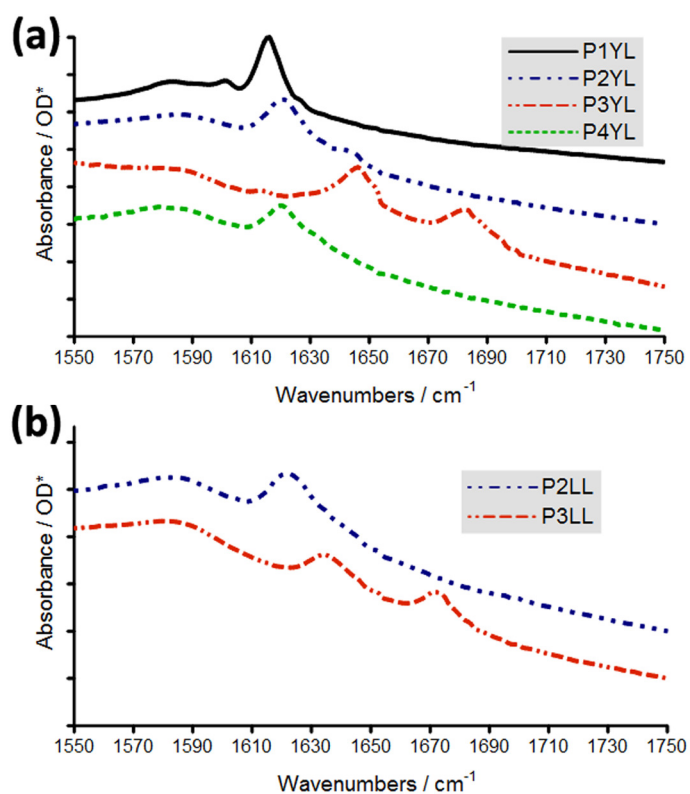 (a)
Absorbance / OD*
P1YL
P2YL
P3YL
P4YL
1550 1570 1590 1610 1630 1650 1670 1690 1710 1730 1750
Wavenumbers / cm⁻¹
(b)
Absorbance / OD*
P2LL
P3LL
1550 1570 1590 1610 1630 1650 1670 1690 1710 1730 1750
Wavenumbers / cm⁻¹